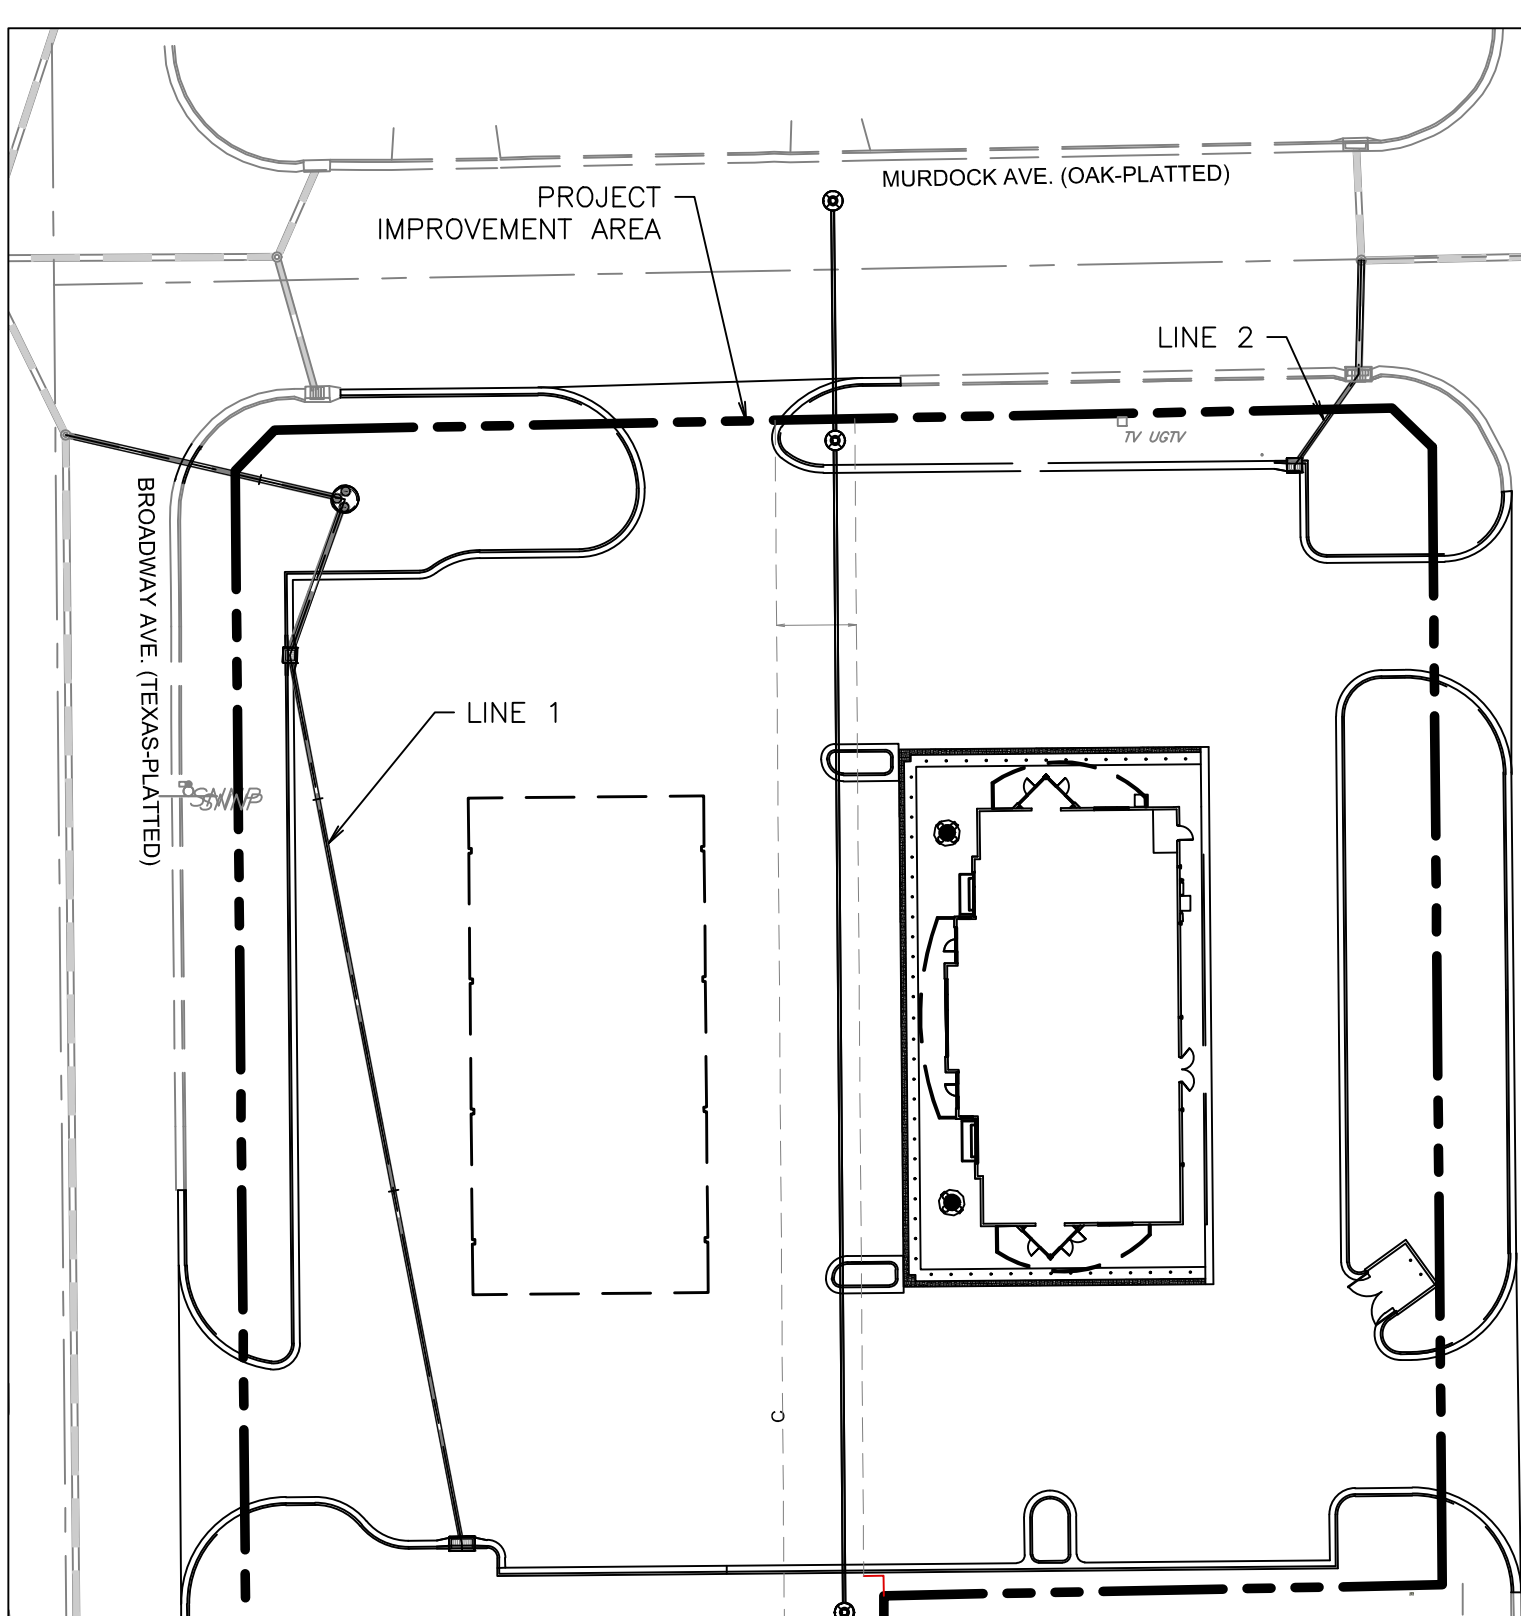 MURDOCK AVE. (OAK-PLATTED)
PROJECT
IMPROVEMENT AREA
LINE 2
TV UGTV
BROADWAY AVE. (TEXAS-PLATTED)
LINE 1
C